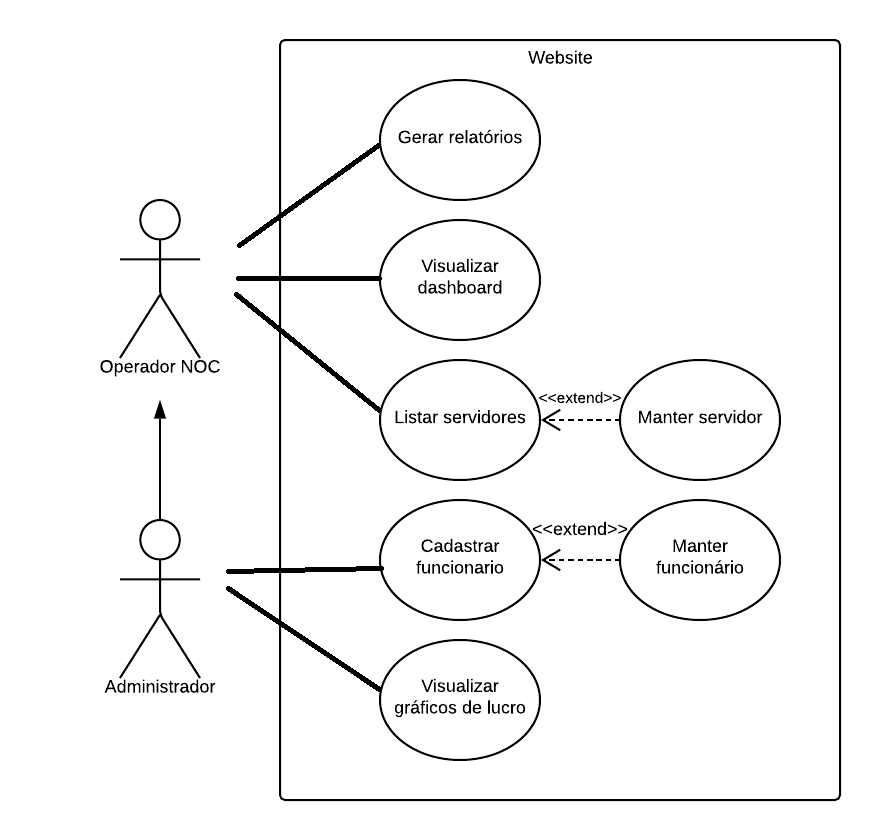 Website
Gerar relatórios
Visualizar
dashboard
Operador NOC
Listar servidores
<<extend>>
Manter servidor
Cadastrar
funcionario
<<extend>>
Manter
funcionário
Administrador
Visualizar
gráficos de lucro